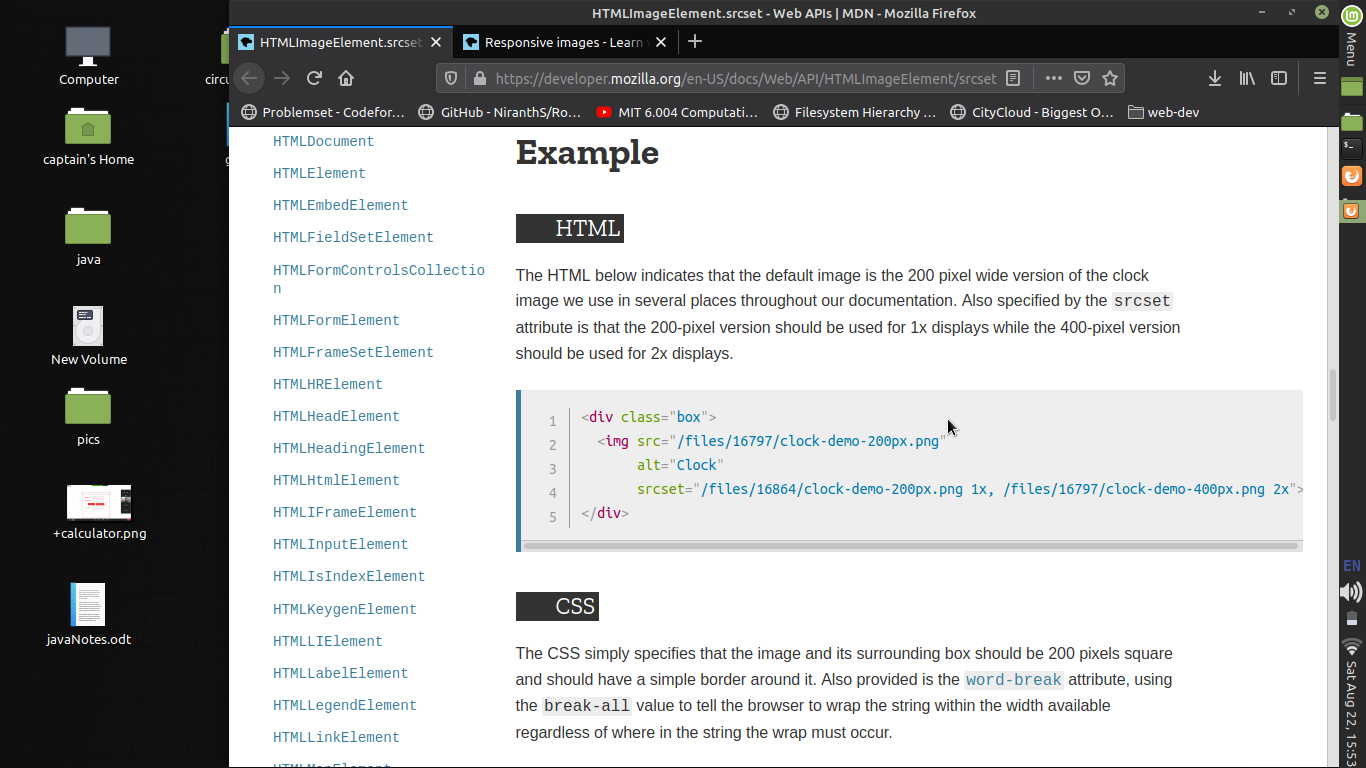 HTMLImageElement.srcset - Web APIs | MDN - Mozilla Firefox
HTMLImageElement.srcset
Responsive images - Learn
https://developer.mozilla.org/en-US/docs/Web/API/HTMLImageElement/srcset
Problemset - Codefor…
GitHub - NiranthS/Ro…
MIT 6.004 Computati…
Filesystem Hierarchy …
CityCloud - Biggest O…
web-dev
Computer
circu
captain's Home
g
java
New Volume
pics
+calculator.png
javaNotes.odt
HTMLDocument
HTMLElement
HTMLEmbedElement
HTMLFieldSetElement
HTMLFormControlsCollectio
n
HTMLFormElement
HTMLFrameSetElement
HTMLHRElement
HTMLHeadElement
HTMLHeadingElement
HTMLHtmlElement
HTMLIFrameElement
HTMLInputElement
HTMLIsIndexElement
HTMLKeygenElement
HTMLLIElement
HTMLLabelElement
HTMLLegendElement
HTMLLinkElement
Example
HTML
The HTML below indicates that the default image is the 200 pixel wide version of the clock
image we use in several places throughout our documentation. Also specified by the srcset
attribute is that the 200-pixel version should be used for 1x displays while the 400-pixel version
should be used for 2x displays.
1 <div class="box">
2 <img src="/files/16797/clock-demo-200px.png"
3 alt="Clock"
4 srcset="/files/16864/clock-demo-200px.png 1x, /files/16797/clock-demo-400px.png 2x">
5 </div>
CSS
The CSS simply specifies that the image and its surrounding box should be 200 pixels square
and should have a simple border around it. Also provided is the word-break attribute, using
the break-all value to tell the browser to wrap the string within the width available
regardless of where in the string the wrap must occur.
Menu
EN
Sat Aug 22, 15:53